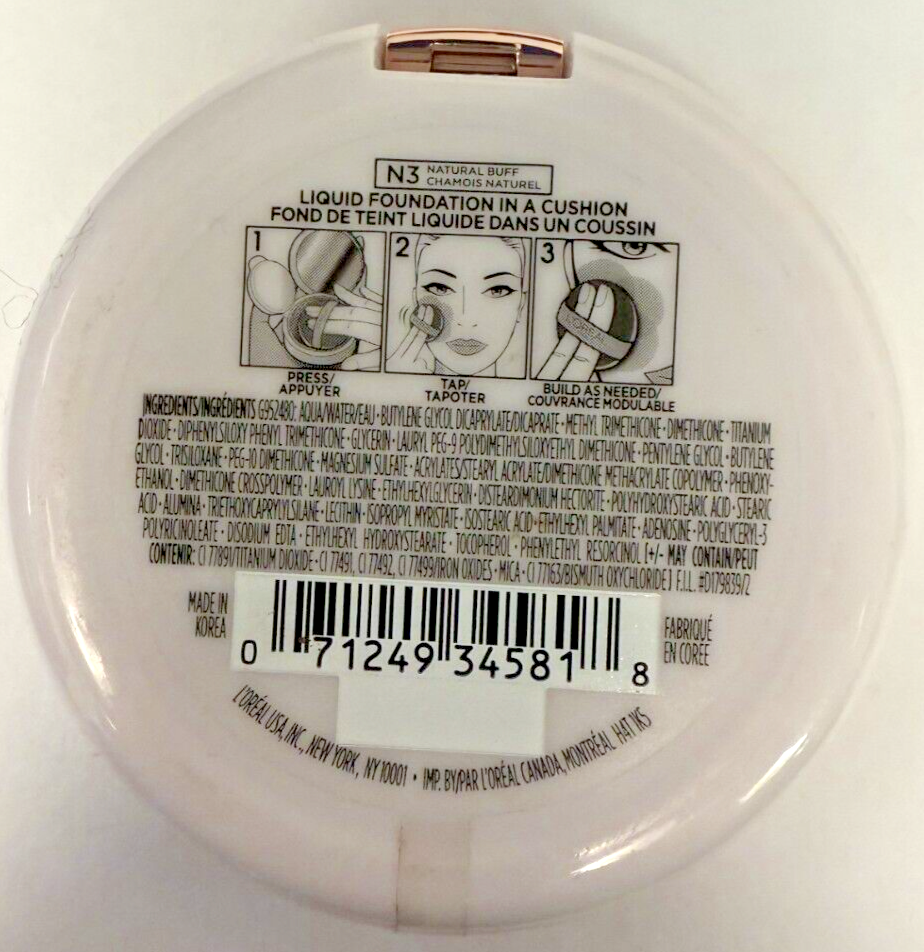 N3 NATURAL BUFF
CHAMOIS NATUREL
LIQUID FOUNDATION IN A CUSHION
FOND DE TEINT LIQUIDE DANS UN COUSSIN
1 2 3
L'ORÉAL
PRESS/
APPUYER
TAP/
TAPOTER
BUILD AS NEEDED/
COUVRANCE MODULABLE
INGREDIENTS/INGRÉDIENTS G952480: AQUA/WATER/EAU • BUTYLENE GLYCOL DICAPRYLATE/DICAPRATE • METHYL TRIMETHICONE • DIMETHICONE • TITANIUM
DIOXIDE • DIPHENYLSILOXY PHENYL TRIMETHICONE • GLYCERIN • LAURYL PEG-9 POLYDIMETHYLSILOXYETHYL DIMETHICONE • PENTYLENE GLYCOL • BUTYLENE
GLYCOL • TRISILOXANE • PEG-10 DIMETHICONE • MAGNESIUM SULFATE • ACRYLATES/STEARYL ACRYLATE/DIMETHICONE METHACRYLATE COPOLYMER • PHENOXY-
ETHANOL • DIMETHICONE CROSSPOLYMER • LAUROYL LYSINE • ETHYLHEXYLGLYCERIN • DISTEARDIMONIUM HECTORITE • POLYHYDROXYSTEARIC ACID • STEARIC
ACID • ALUMINA • TRIETHOXYCAPRYLYLSILANE • LECITHIN • ISOPROPYL MYRISTATE • ISOSTEARIC ACID • ETHYLHEXYL PALMITATE • ADENOSINE • POLYGLYCERYL-3
POLYRICINOLEATE • DISODIUM EDTA • ETHYLHEXYL HYDROXYSTEARATE • TOCOPHEROL • PHENYLETHYL RESORCINOL [+/- MAY CONTAIN/PEUT
CONTENIR: CI 77891/TITANIUM DIOXIDE • CI 77491, CI 77492, CI 77499/IRON OXIDES • MICA • CI 77163/BISMUTH OXYCHLORIDE] F.I.L. #D179839/2
MADE IN
KOREA
0 71249 34581 8
FABRIQUÉ
EN CORÉE
L'ORÉAL USA, INC., NEW YORK, NY 10001 • IMP. BY/PAR L'ORÉAL CANADA, MONTRÉAL H4T 1K5